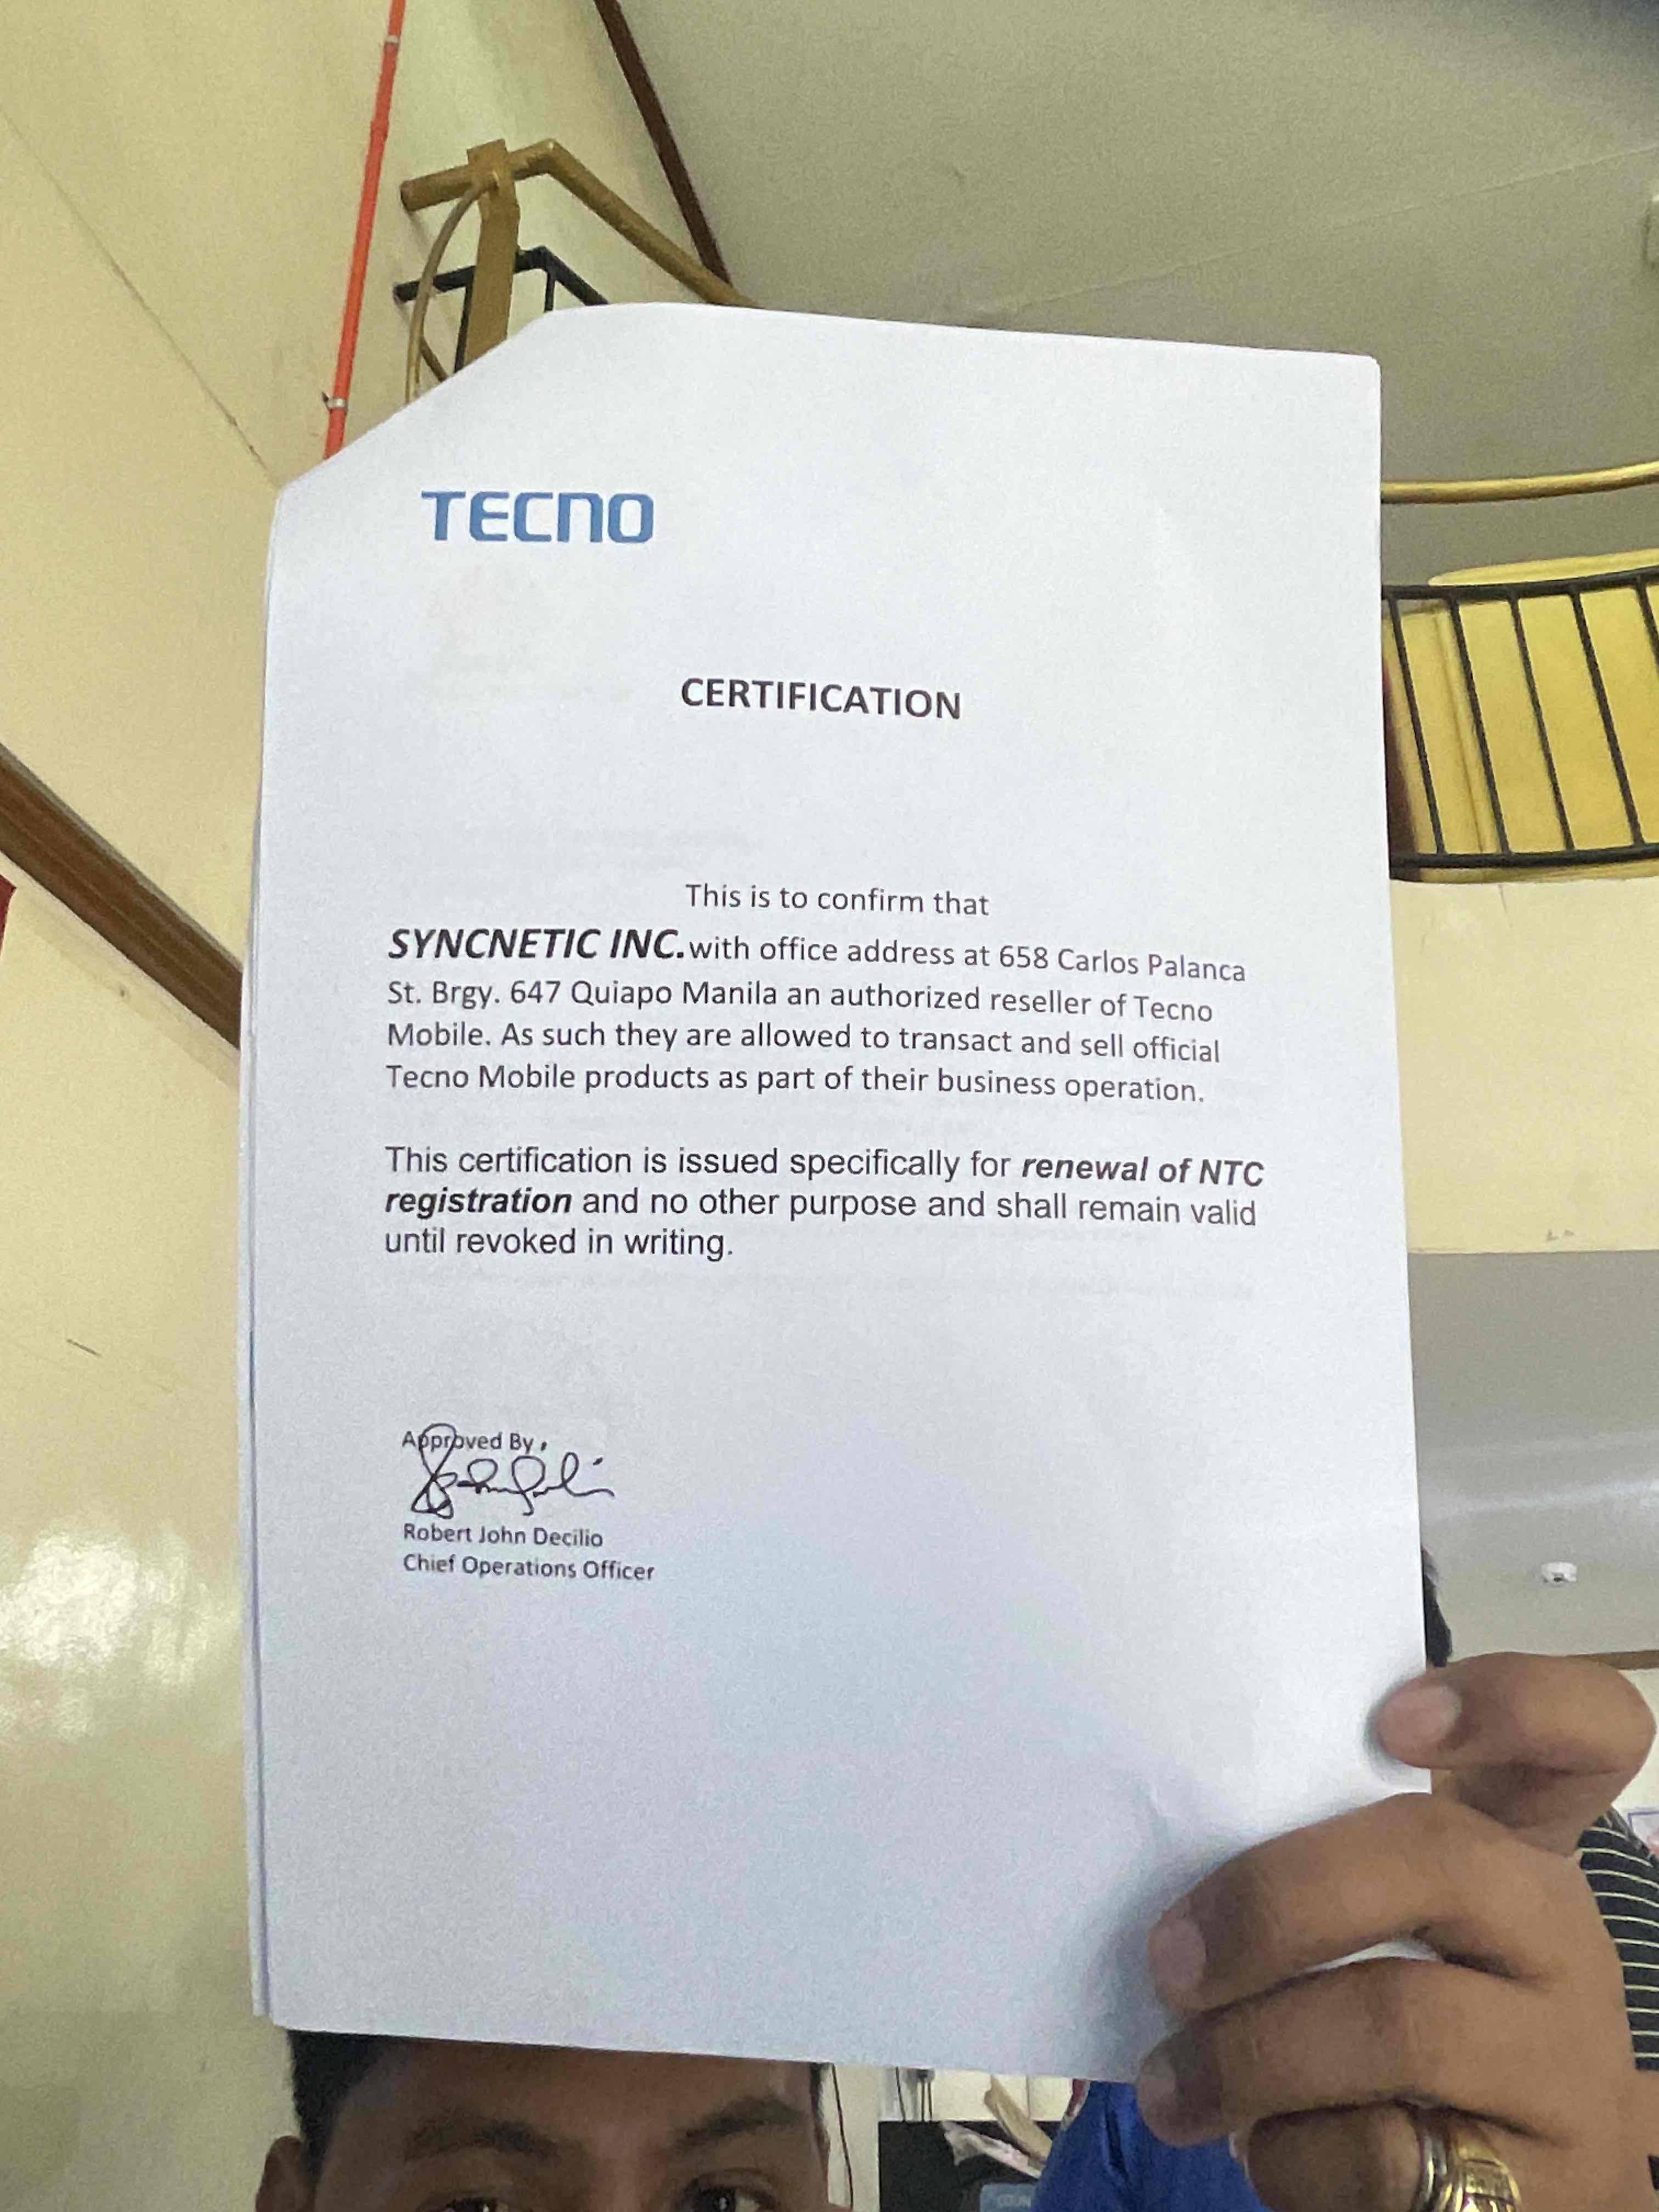 TECNO
CERTIFICATION
This is to confirm that
SYNCNETIC INC.with office address at 658 Carlos Palanca
St. Brgy. 647 Quiapo Manila an authorized reseller of Tecno
Mobile. As such they are allowed to transact and sell official
Tecno Mobile products as part of their business operation.
This certification is issued specifically for renewal of NTC
registration and no other purpose and shall remain valid
until revoked in writing.
Approved By,
Robert John Decilio
Chief Operations Officer